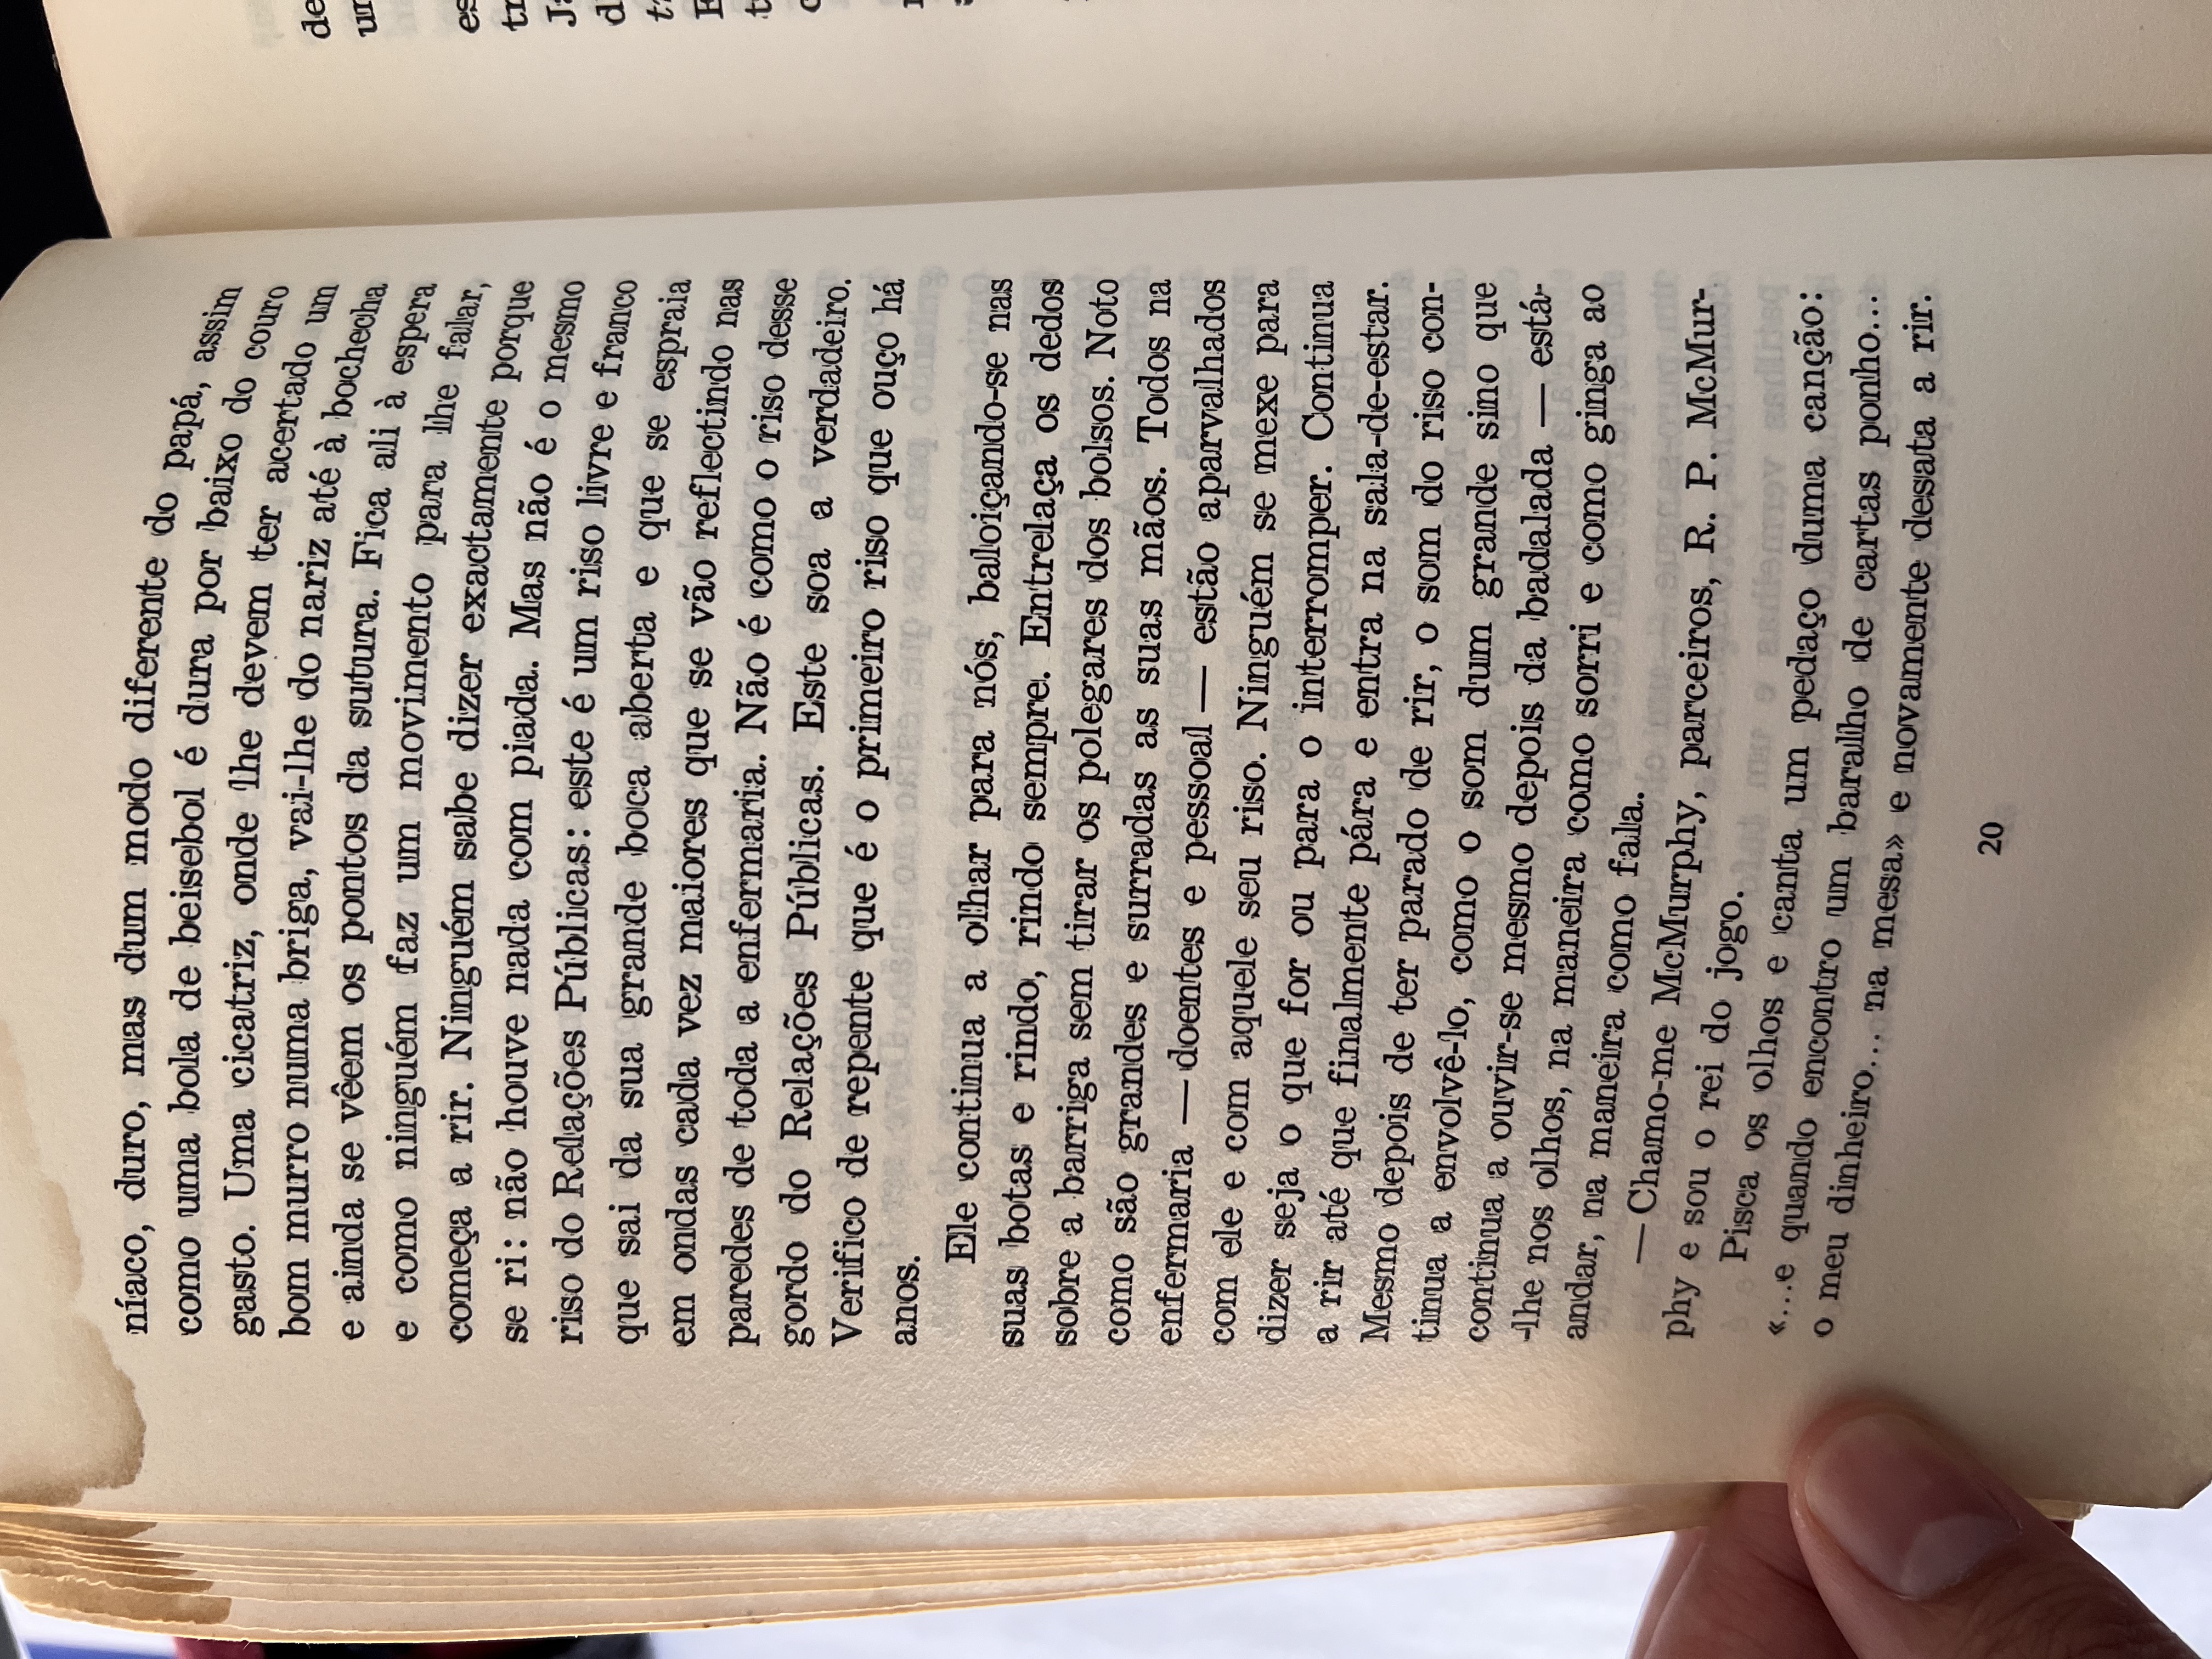 níaco, duro, mas dum modo diferente do papá, assim
como uma bola de beisebol é dura por baixo do couro
gasto. Uma cicatriz, onde lhe devem ter acertado um
bom murro numa briga, vai-lhe do nariz até à bochecha
e ainda se vêem os pontos da sutura. Fica ali à espera
e como ninguém faz um movimento para lhe falar,
começa a rir. Ninguém sabe dizer exactamente porque
se ri: não houve nada com piada. Mas não é o mesmo
riso do Relações Públicas: este é um riso livre e franco
que sai da sua grande boca aberta e que se espraia
em ondas cada vez maiores que se vão reflectindo nas
paredes de toda a enfermaria. Não é como o riso desse
gordo do Relações Públicas. Este soa a verdadeiro.
Verifico de repente que é o primeiro riso que ouço há
anos.
Ele continua a olhar para nós, baloiçando-se nas
suas botas e rindo, rindo sempre. Entrelaça os dedos
sobre a barriga sem tirar os polegares dos bolsos. Noto
como são grandes e surradas as suas mãos. Todos na
enfermaria — doentes e pessoal — estão aparvalhados
com ele e com aquele seu riso. Ninguém se mexe para
dizer seja o que for ou para o interromper. Continua
a rir até que finalmente pára e entra na sala-de-estar.
Mesmo depois de ter parado de rir, o som do riso con-
tinua a envolvê-lo, como o som dum grande sino que
continua a ouvir-se mesmo depois da badalada — está-
-lhe nos olhos, na maneira como sorri e como ginga ao
andar, na maneira como fala.
— Chamo-me McMurphy, parceiros, R. P. McMur-
phy e sou o rei do jogo.
Pisca os olhos e canta um pedaço duma canção:
«...e quando encontro um baralho de cartas ponho...
o meu dinheiro... na mesa» e novamente desata a rir.
20